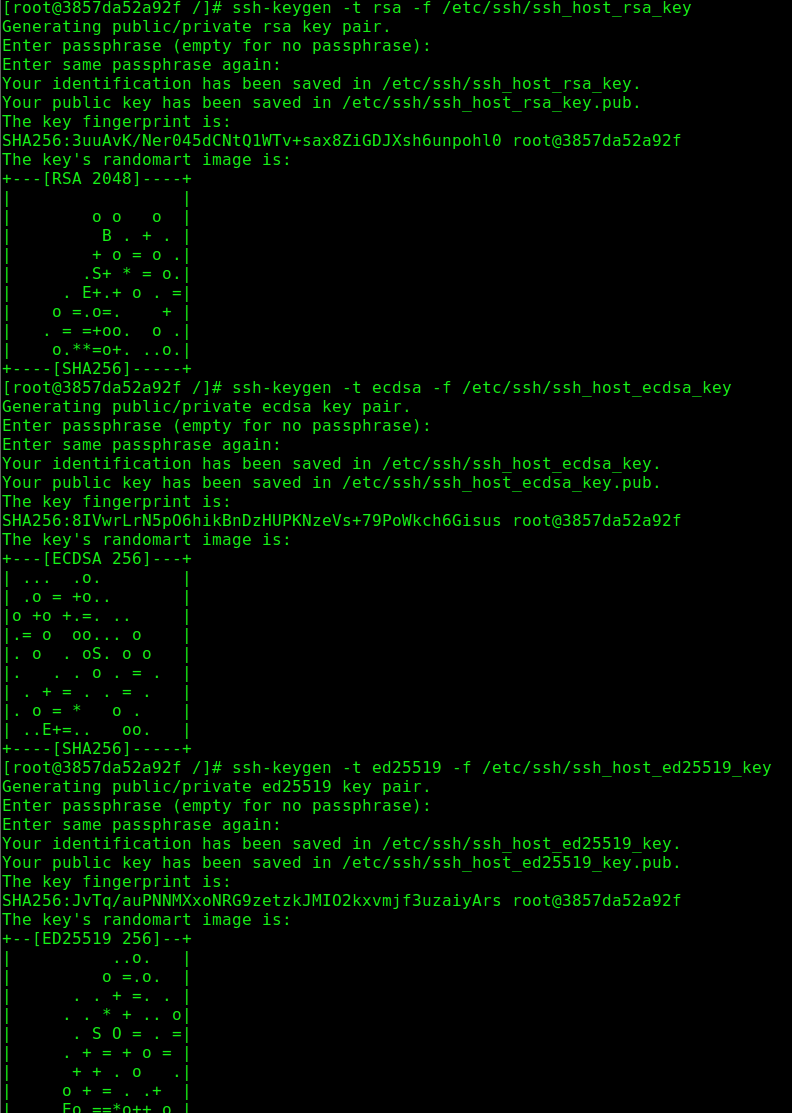 [root@3857da52a92f /]# ssh-keygen -t rsa -f /etc/ssh/ssh_host_rsa_key
Generating public/private rsa key pair.
Enter passphrase (empty for no passphrase):
Enter same passphrase again:
Your identification has been saved in /etc/ssh/ssh_host_rsa_key.
Your public key has been saved in /etc/ssh/ssh_host_rsa_key.pub.
The key fingerprint is:
SHA256:3uuAvK/Ner045dCNtQ1WTv+sax8ZiGDJXsh6unpohl0 root@3857da52a92f
The key's randomart image is:
+---[RSA 2048]----+
|                 |
|        o o   o  |
|         B . + . |
|        + o = o .|
|       .S+ * = o.|
|     . E+.+ o . =|
|    o =.o=.    + |
|   . = =+oo.  o .|
|    o.**=o+. ..o.|
+----[SHA256]-----+
[root@3857da52a92f /]# ssh-keygen -t ecdsa -f /etc/ssh/ssh_host_ecdsa_key
Generating public/private ecdsa key pair.
Enter passphrase (empty for no passphrase):
Enter same passphrase again:
Your identification has been saved in /etc/ssh/ssh_host_ecdsa_key.
Your public key has been saved in /etc/ssh/ssh_host_ecdsa_key.pub.
The key fingerprint is:
SHA256:8IVwrLrN5pO6hikBnDzHUPKNzeVs+79PoWkch6Gisus root@3857da52a92f
The key's randomart image is:
+---[ECDSA 256]---+
| ...  .o.        |
| .o = +o..       |
|o +o +.=. ..     |
|.= o  oo... o    |
|. o  . oS. o o   |
|.   . . o . = .  |
| . + = . . = .   |
|. o = *   o .    |
| ..E+=..   oo.   |
+----[SHA256]-----+
[root@3857da52a92f /]# ssh-keygen -t ed25519 -f /etc/ssh/ssh_host_ed25519_key
Generating public/private ed25519 key pair.
Enter passphrase (empty for no passphrase):
Enter same passphrase again:
Your identification has been saved in /etc/ssh/ssh_host_ed25519_key.
Your public key has been saved in /etc/ssh/ssh_host_ed25519_key.pub.
The key fingerprint is:
SHA256:JvTq/auPNNMXxoNRG9zetzkJMIO2kxvmjf3uzaiyArs root@3857da52a92f
The key's randomart image is:
+--[ED25519 256]--+
|          ..o.   |
|         o =.o.  |
|      . . + =. . |
|     . . * + .. o|
|      . S O = . =|
|     . + = + o = |
|      + + . o   .|
|     o + = . .+  |
|     Eo ==*o++ o |